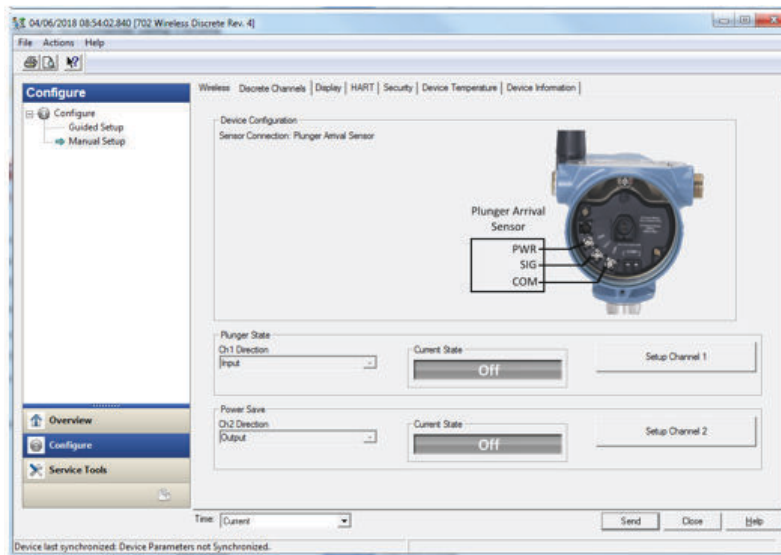 04/06/2018 08:54:02.840 [702 Wireless Discrete Rev. 4]
File Actions Help
Configure
Configure
Guided Setup
Manual Setup
Wireless Discrete Channels Display HART Security Device Temperature Device Information
Device Configuration
Sensor Connection: Plunger Arrival Sensor
Plunger Arrival
Sensor
PWR
SIG
COM
Plunger State
Ch1 Direction
Input
Current State
Off
Setup Channel 1
Power Save
Ch2 Direction
Output
Current State
Off
Setup Channel 2
Overview
Configure
Service Tools
Time: Current
Send Close Help
Device last synchronized: Device Parameters not Synchronized.